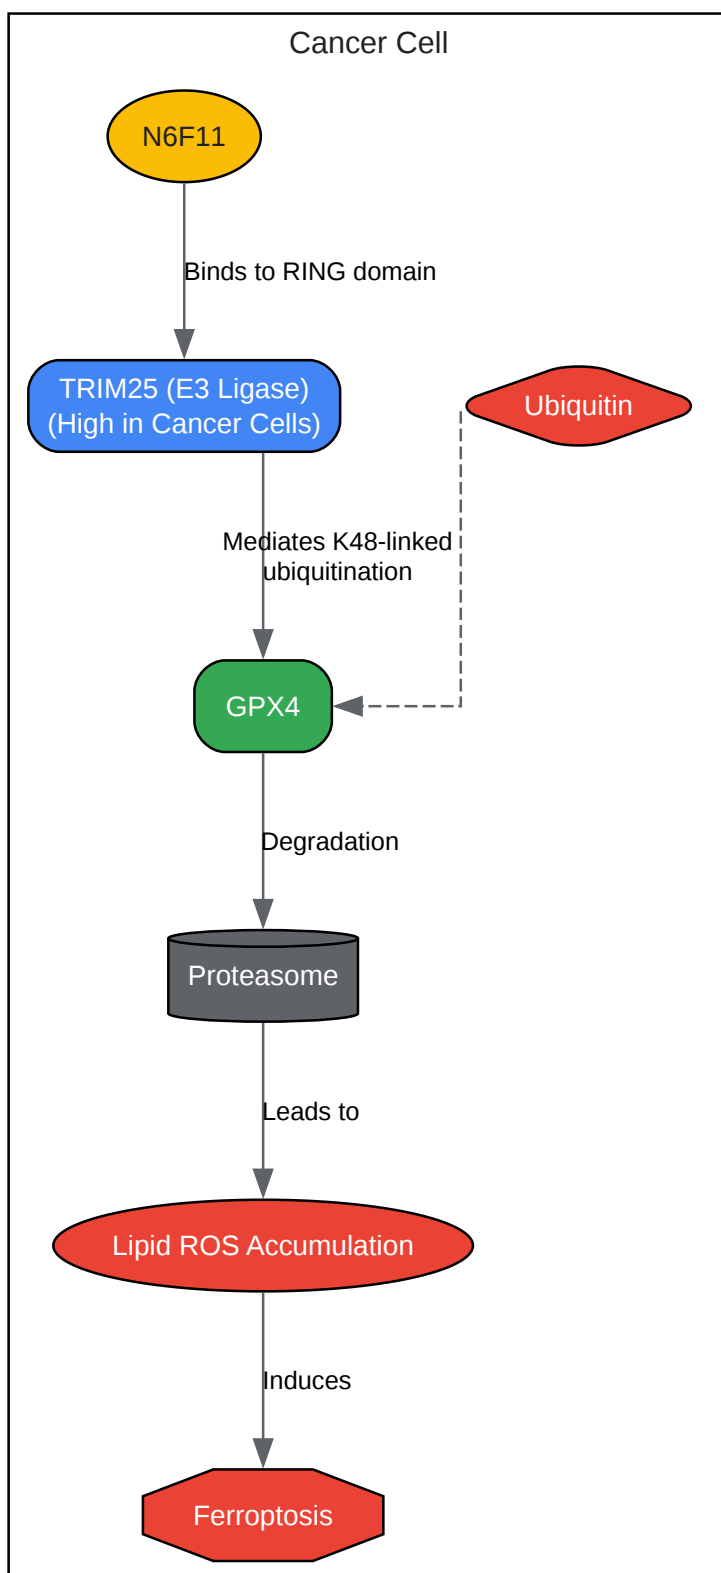 Cancer Cell
N6F11
Binds to RING domain
TRIM25 (E3 Ligase)
(High in Cancer Cells)
Ubiquitin
Mediates K48-linked
ubiquitination
GPX4
Degradation
Proteasome
Leads to
Lipid ROS Accumulation
Induces
Ferroptosis